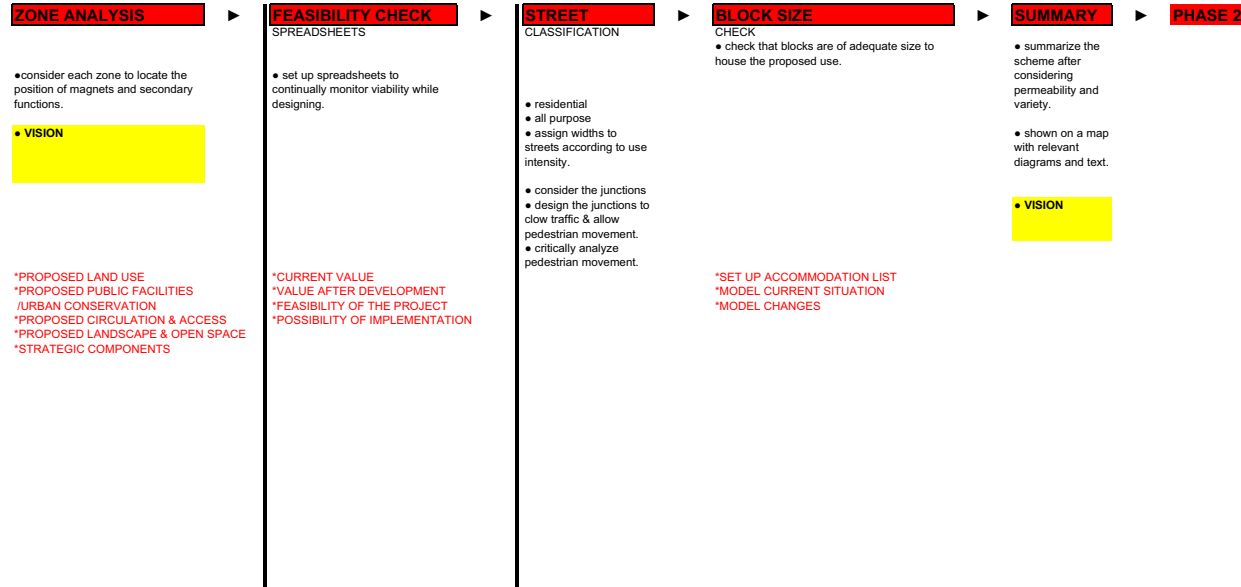 ZONE ANALYSIS ►
●consider each zone to locate the
position of magnets and secondary
functions.
● VISION
*PROPOSED LAND USE
*PROPOSED PUBLIC FACILITIES
/URBAN CONSERVATION
*PROPOSED CIRCULATION & ACCESS
*PROPOSED LANDSCAPE & OPEN SPACE
*STRATEGIC COMPONENTS
FEASIBILITY CHECK ►
SPREADSHEETS
● set up spreadsheets to
continually monitor viability while
designing.
*CURRENT VALUE
*VALUE AFTER DEVELOPMENT
*FEASIBILITY OF THE PROJECT
*POSSIBILITY OF IMPLEMENTATION
STREET ►
CLASSIFICATION
● residential
● all purpose
● assign widths to
streets according to use
intensity.
● consider the junctions
● design the junctions to
clow traffic & allow
pedestrian movement.
● critically analyze
pedestrian movement.
BLOCK SIZE ►
CHECK
● check that blocks are of adequate size to
house the proposed use.
*SET UP ACCOMMODATION LIST
*MODEL CURRENT SITUATION
*MODEL CHANGES
SUMMARY ►
● summarize the
scheme after
considering
permeability and
variety.
● shown on a map
with relevant
diagrams and text.
● VISION
PHASE 2